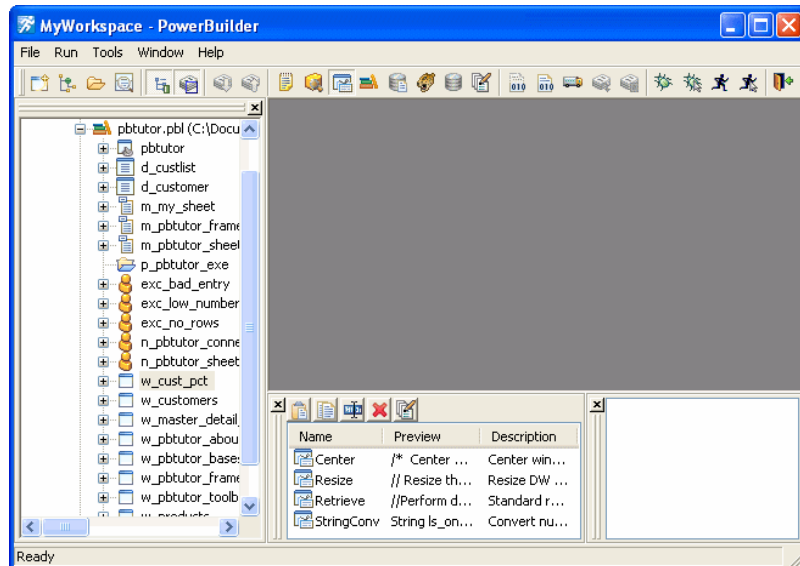 MyWorkspace - PowerBuilder
File Run Tools Window Help
pbtutor.pbl (C:\Docu
pbtutor
d_custlist
d_customer
m_my_sheet
m_pbtutor_frame
m_pbtutor_sheet
p_pbtutor_exe
exc_bad_entry
exc_low_number
exc_no_rows
n_pbtutor_conne
n_pbtutor_sheet
w_cust_pct
w_customers
w_master_detail_
w_pbtutor_abou
w_pbtutor_base
w_pbtutor_frame
w_pbtutor_toolb
w_products
Name Preview Description
Center /* Center ... Center win...
Resize // Resize th... Resize DW ...
Retrieve //Perform d... Standard r...
StringConv String ls_on... Convert nu...
Ready